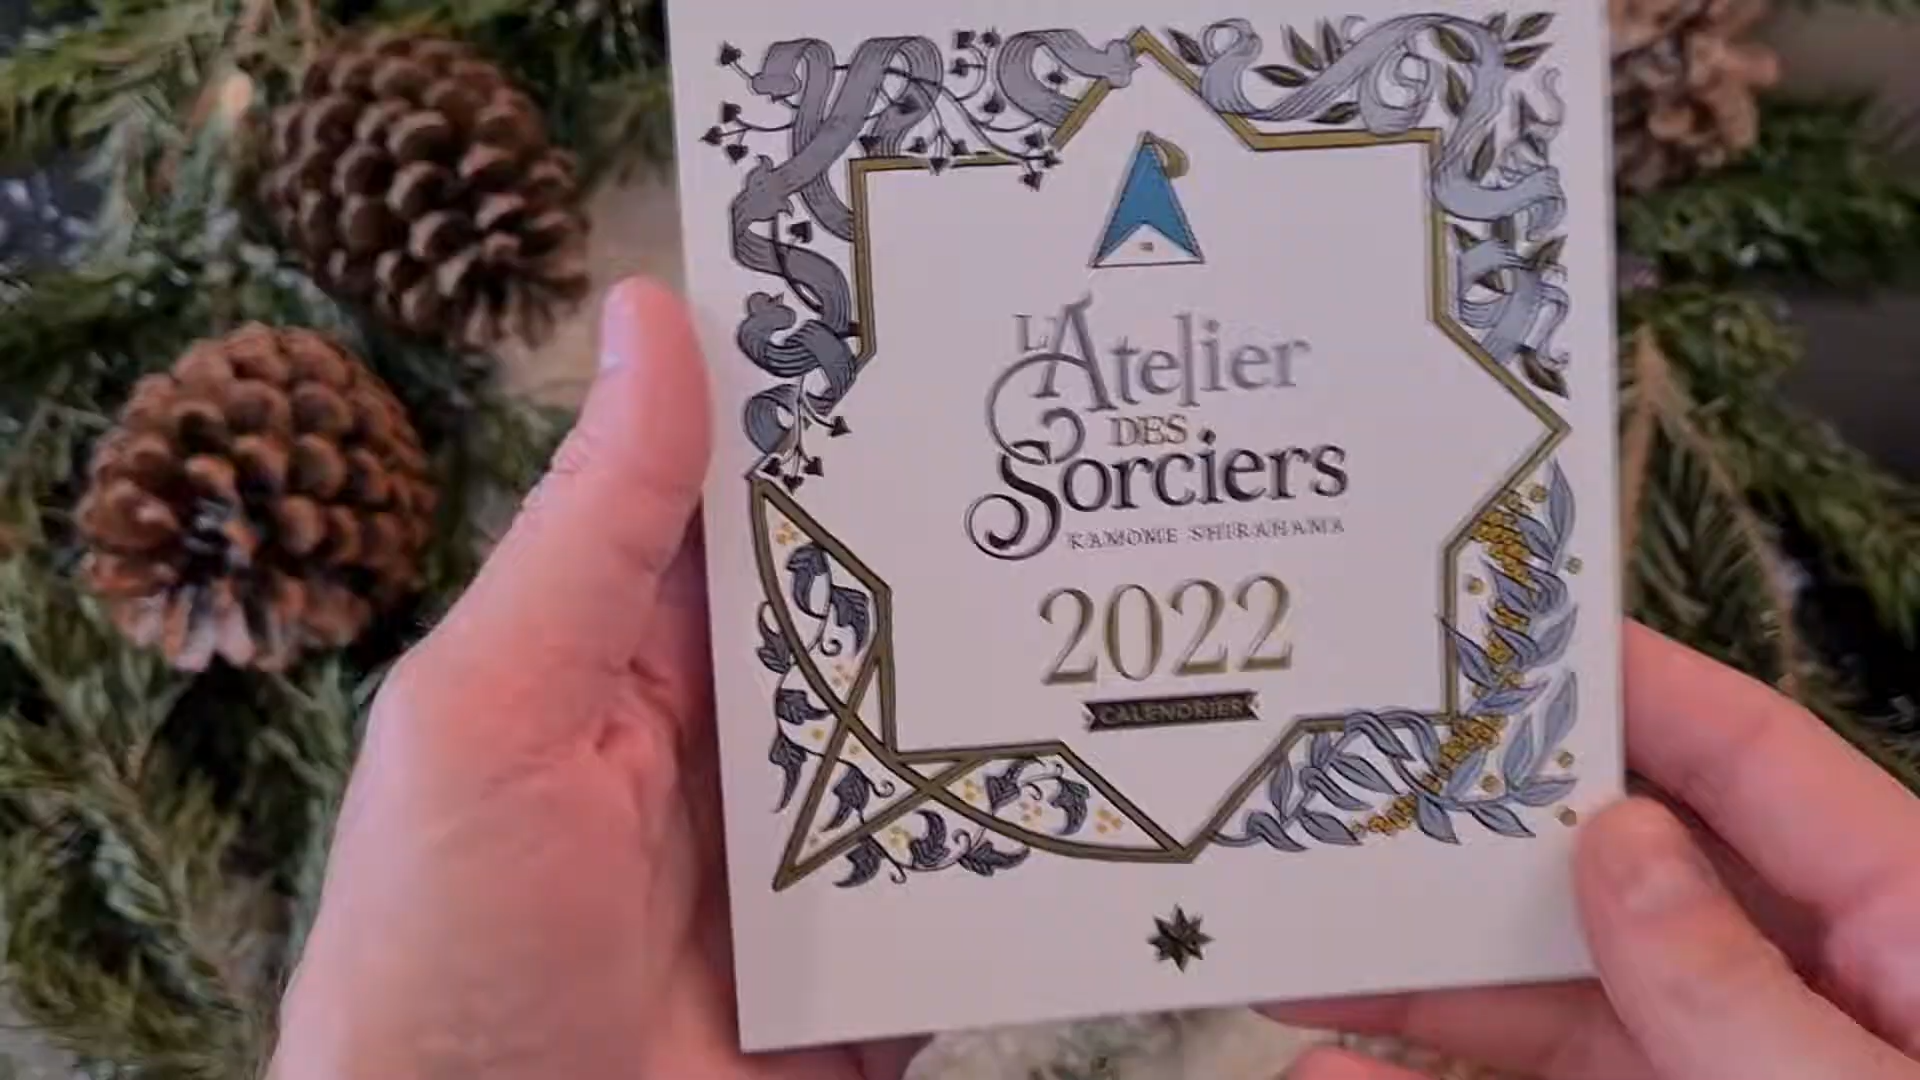 L'Atelier
DES
Sorciers
KAMOME SHIRAHAMA
2022
CALENDRIER